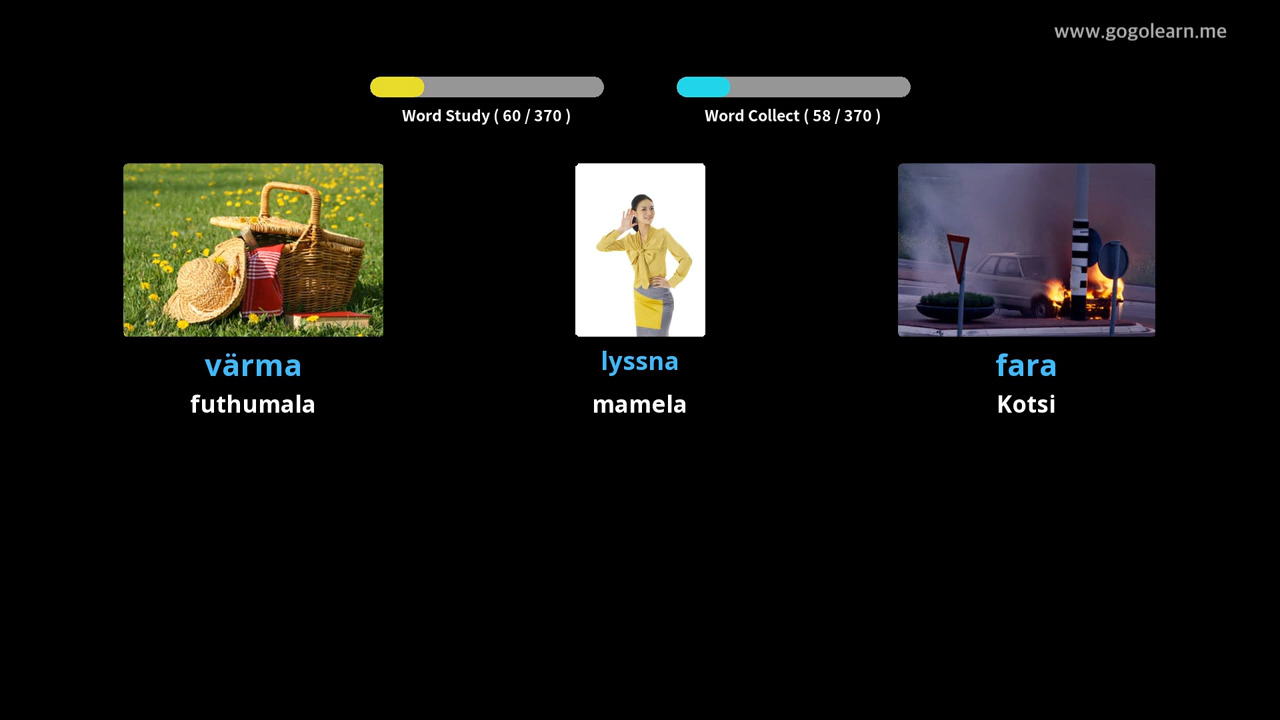 www.gogolearn.me
Word Study ( 60 / 370 )
Word Collect ( 58 / 370 )
värma
futhumala
lyssna
mamela
fara
Kotsi